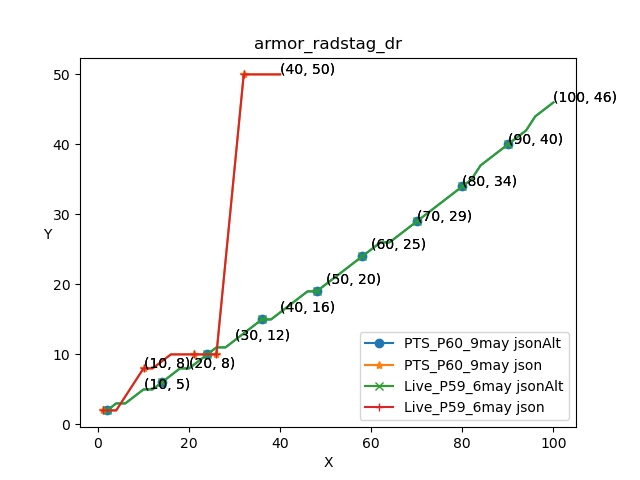 armor_radstag_dr
50
(40, 50)
(100, 46)
40
(90, 40)
(80, 34)
30
(70, 29)
Y
(60, 25)
20
(50, 20)
(40, 16)
(30, 12)
10
(10, 8)
(20, 8)
(10, 5)
0
PTS_P60_9may jsonAlt
PTS_P60_9may json
Live_P59_6may jsonAlt
Live_P59_6may json
0 20 40 60 80 100
X